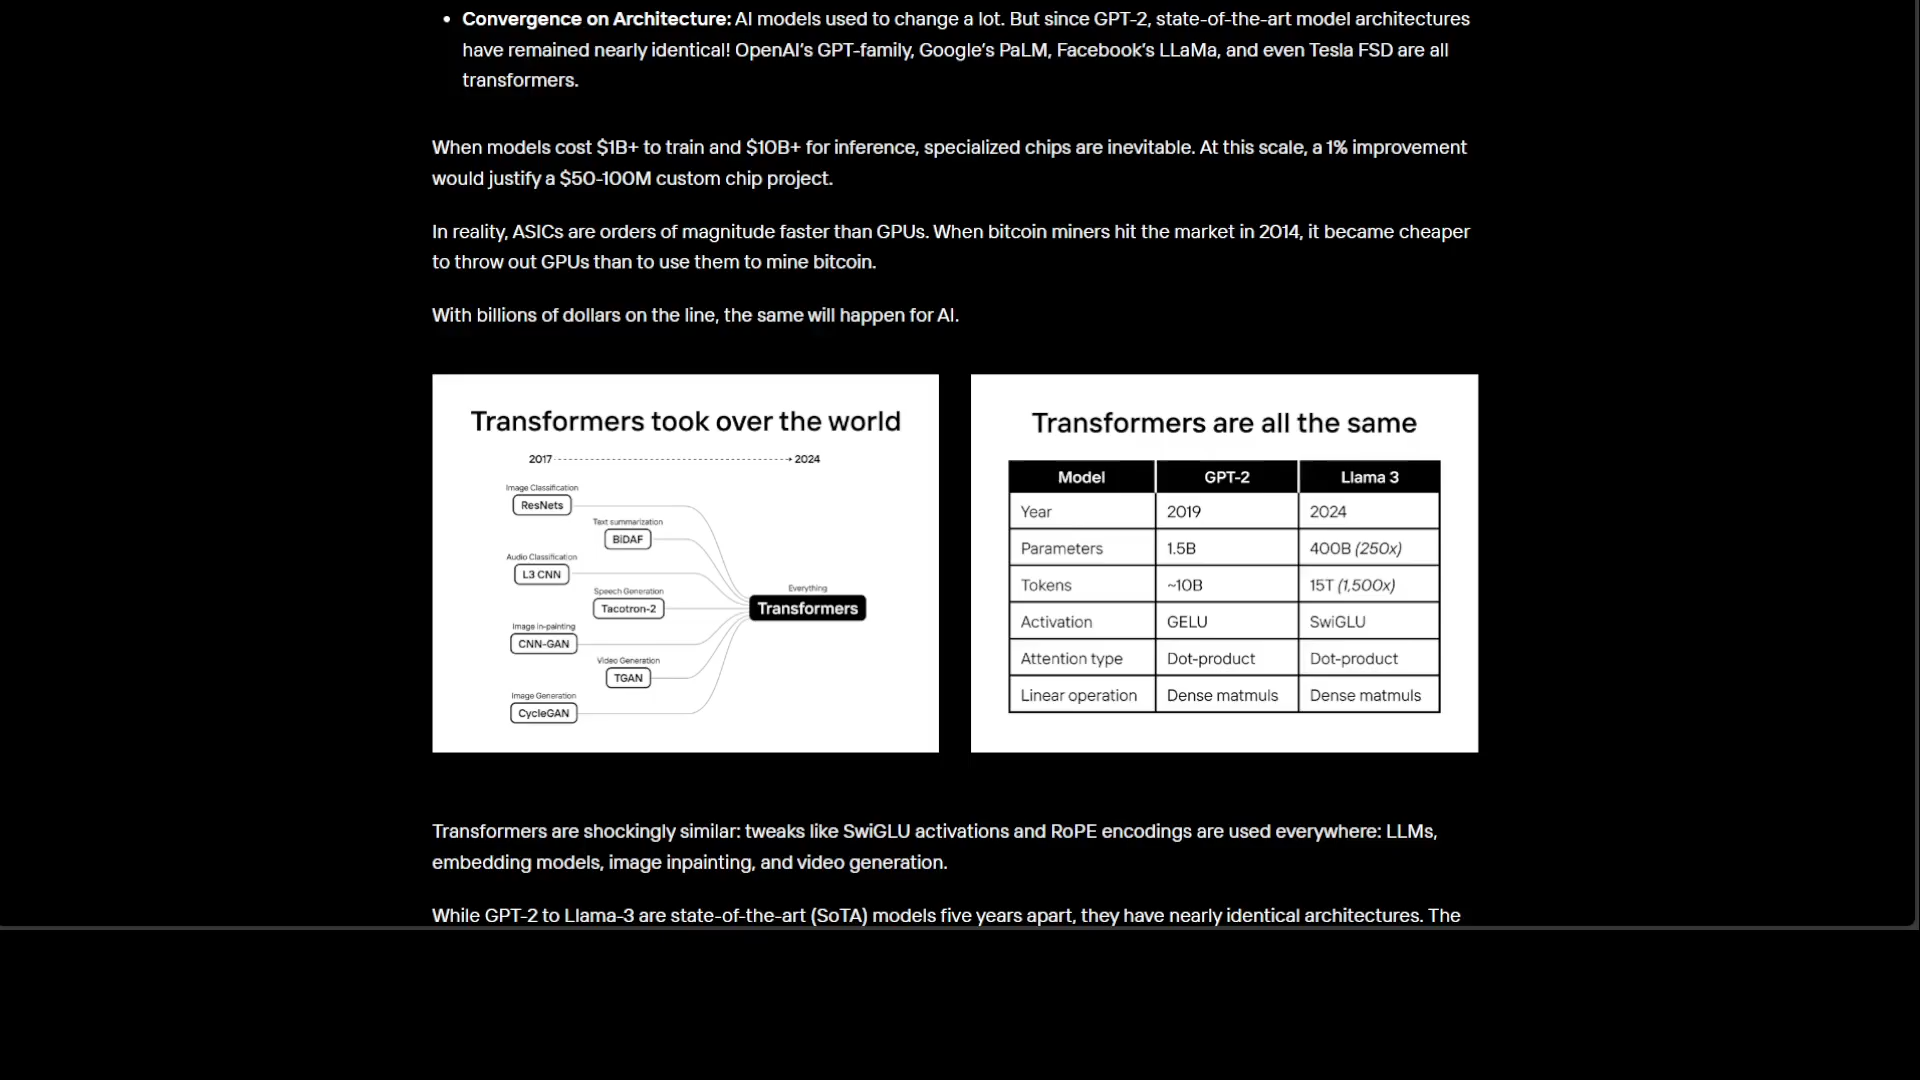 • Convergence on Architecture: AI models used to change a lot. But since GPT-2, state-of-the-art model architectures
have remained nearly identical! OpenAI's GPT-family, Google's PaLM, Facebook's LLaMa, and even Tesla FSD are all
transformers.
When models cost $1B+ to train and $10B+ for inference, specialized chips are inevitable. At this scale, a 1% improvement
would justify a $50-100M custom chip project.
In reality, ASICs are orders of magnitude faster than GPUs. When bitcoin miners hit the market in 2014, it became cheaper
to throw out GPUs than to use them to mine bitcoin.
With billions of dollars on the line, the same will happen for AI.
Transformers took over the world
2017 2024
Image Classification
ResNets
Text summarization
BiDAF
Audio Classification
L3 CNN
Speech Generation
Tacotron-2
Image in-painting
CNN-GAN
Video Generation
TGAN
Image Generation
CycleGAN
Everything
Transformers
Transformers are all the same
Model GPT-2 Llama 3
Year 2019 2024
Parameters 1.5B 400B (250x)
Tokens ~10B 15T (1,500x)
Activation GELU SwiGLU
Attention type Dot-product Dot-product
Linear operation Dense matmuls Dense matmuls
Transformers are shockingly similar: tweaks like SwiGLU activations and RoPE encodings are used everywhere: LLMs,
embedding models, image inpainting, and video generation.
While GPT-2 to Llama-3 are state-of-the-art (SoTA) models five years apart, they have nearly identical architectures. The